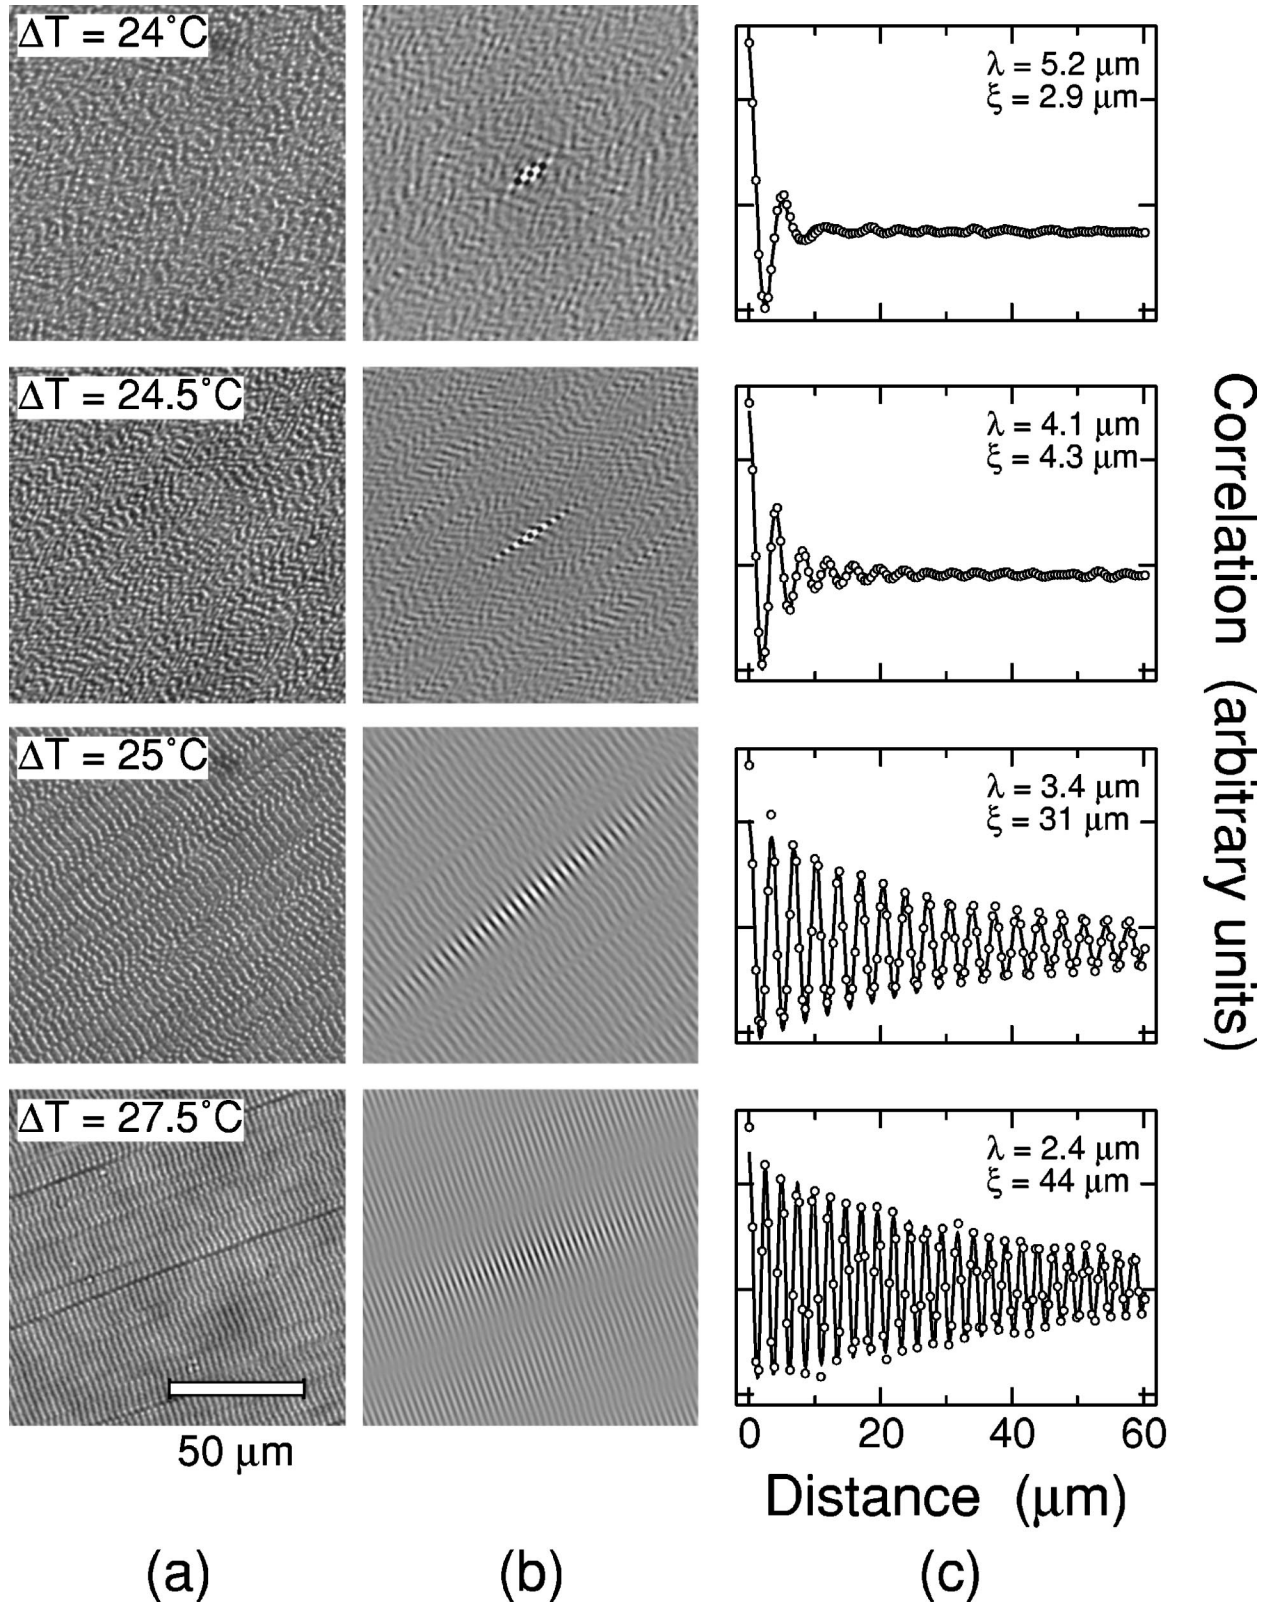 ΔT = 24°C
λ = 5.2 μm
ξ = 2.9 μm
ΔT = 24.5°C
λ = 4.1 μm
ξ = 4.3 μm
ΔT = 25°C
λ = 3.4 μm
ξ = 31 μm
ΔT = 27.5°C
λ = 2.4 μm
ξ = 44 μm
50 μm
0 20 40 60
Distance (μm)
Correlation (arbitrary units)
(a) (b) (c)